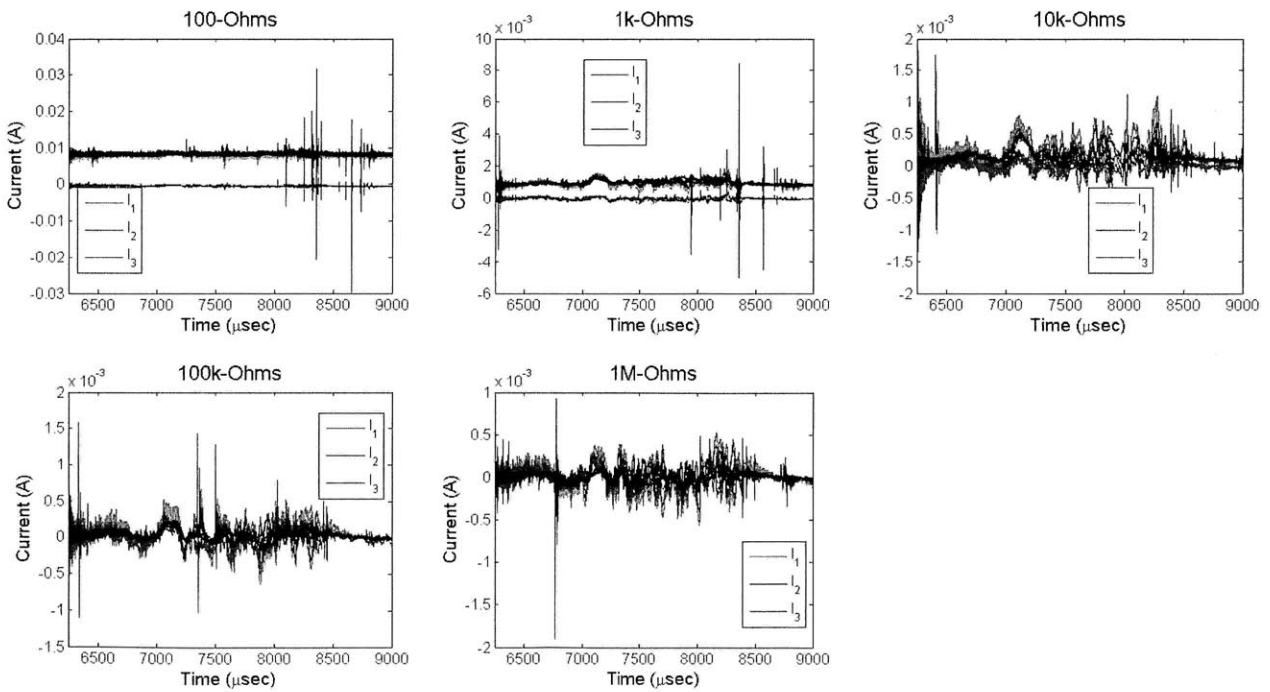 100-Ohms
0.04
0.03
0.02
0.01
0
-0.01
-0.02
-0.03
Current (A)
I1
I2
I3
6500 7000 7500 8000 8500 9000
Time (μsec)
1k-Ohms
x 10-3
10
8
6
4
2
0
-2
-4
-6
Current (A)
I1
I2
I3
6500 7000 7500 8000 8500 9000
Time (μsec)
10k-Ohms
x 10-3
2
1.5
1
0.5
0
-0.5
-1
-1.5
-2
Current (A)
I1
I2
I3
6500 7000 7500 8000 8500 9000
Time (μsec)
100k-Ohms
x 10-3
2
1.5
1
0.5
0
-0.5
-1
-1.5
Current (A)
I1
I2
I3
6500 7000 7500 8000 8500 9000
Time (μsec)
1M-Ohms
x 10-3
1
0.5
0
-0.5
-1
-1.5
-2
Current (A)
I1
I2
I3
6500 7000 7500 8000 8500 9000
Time (μsec)